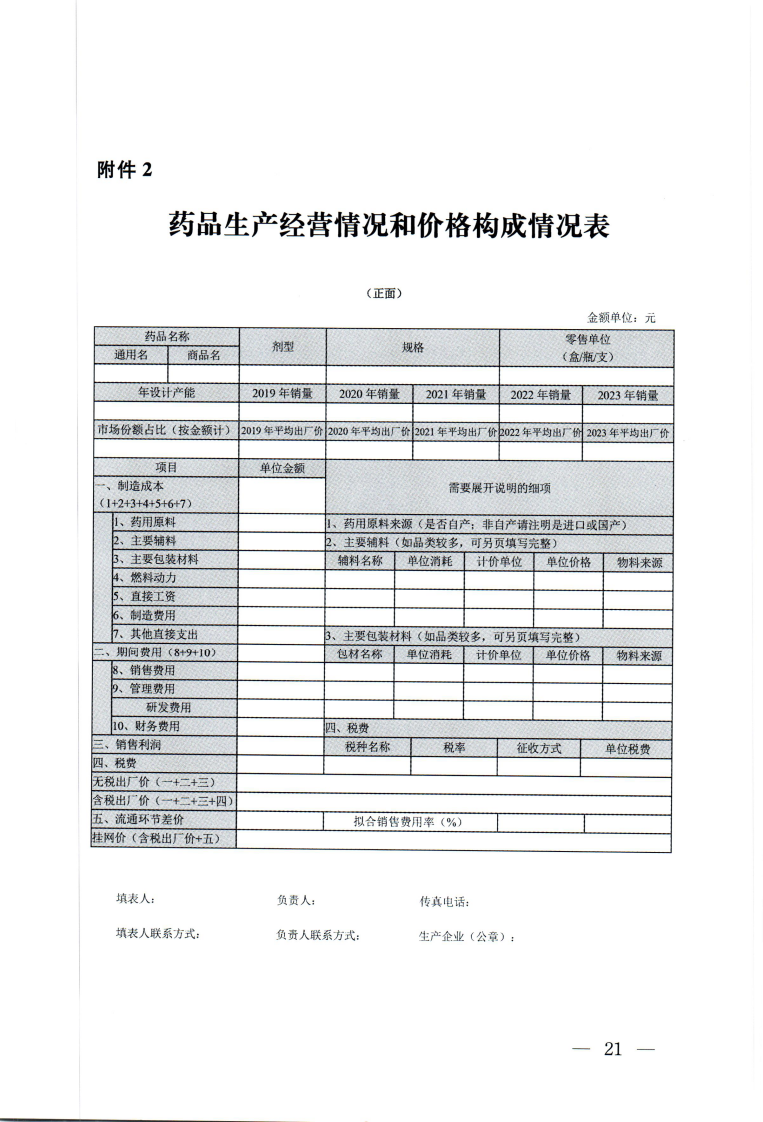 附件 2
药品生产经营情况和价格构成情况表
（正面）
金额单位：元
药品名称 剂型 规格 零售单位
（盒/瓶/支）
通用名 商品名
年设计产能 2019 年销量 2020 年销量 2021 年销量 2022 年销量 2023 年销量
市场份额占比（按金额计） 2019 年平均出厂价 2020 年平均出厂价 2021 年平均出厂价 2022 年平均出厂价 2023 年平均出厂价
项目 单位金额 需要展开说明的细项
一、制造成本
（1+2+3+4+5+6+7）
1、药用原料 1、药用原料来源（是否自产；非自产请注明是进口或国产）
2、主要辅料 2、主要辅料（如品类较多，可另页填写完整）
3、主要包装材料 辅料名称 单位消耗 计价单位 单位价格 物料来源
4、燃料动力
5、直接工资
6、制造费用
7、其他直接支出 3、主要包装材料（如品类较多，可另页填写完整）
二、期间费用（8+9+10） 包材名称 单位消耗 计价单位 单位价格 物料来源
8、销售费用
9、管理费用
研发费用
10、财务费用 四、税费
三、销售利润 税种名称 税率 征收方式 单位税费
四、税费
无税出厂价（一+二+三）
含税出厂价（一+二+三+四）
五、流通环节差价 拟合销售费用率（%）
挂网价（含税出厂价+五）
填表人： 负责人： 传真电话：
填表人联系方式： 负责人联系方式： 生产企业（公章）：
— 21 —